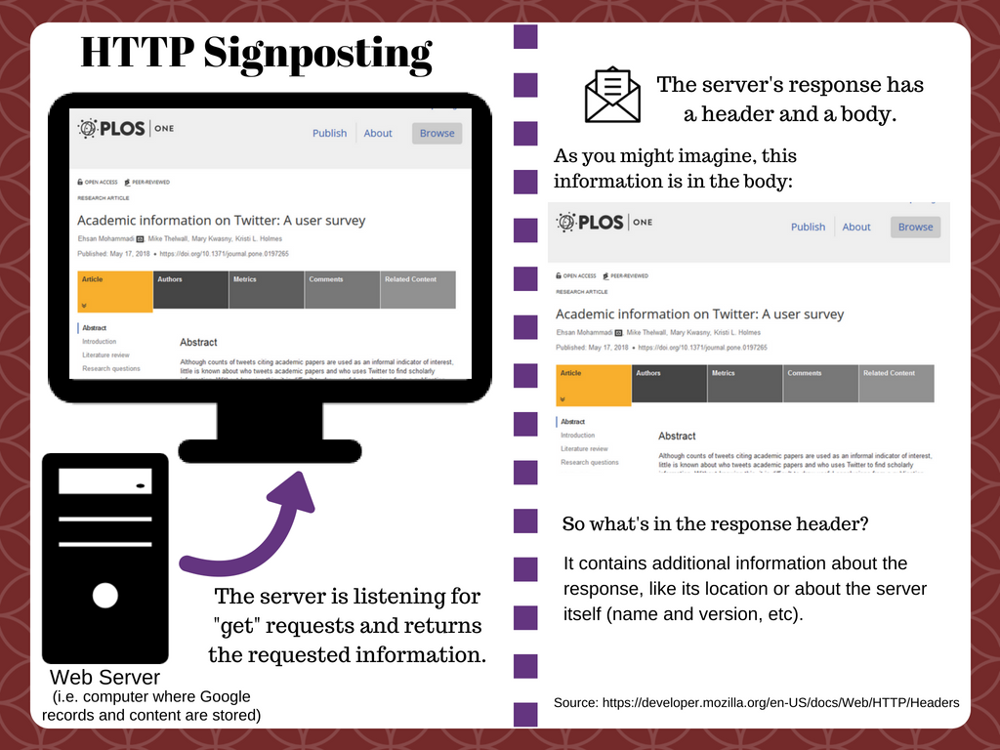 HTTP Signposting
PLOS ONE
Publish About Browse
OPEN ACCESS PEER-REVIEWED
RESEARCH ARTICLE
Academic information on Twitter: A user survey
Ehsan Mohammadi, Mike Thelwall, Mary Kwasny, Kristi L. Holmes
Published: May 17, 2018 • https://doi.org/10.1371/journal.pone.0197265
Article Authors Metrics Comments Related Content
Abstract
Introduction
Literature review
Research questions
Abstract
Although counts of tweets citing academic papers are used as an informal indicator of interest,
little is known about who tweets academic papers and who uses Twitter to find scholarly
The server is listening for
"get" requests and returns
the requested information.
Web Server
(i.e. computer where Google
records and content are stored)
The server's response has
a header and a body.
As you might imagine, this
information is in the body:
PLOS ONE
Publish About Browse
OPEN ACCESS PEER-REVIEWED
RESEARCH ARTICLE
Academic information on Twitter: A user survey
Ehsan Mohammadi, Mike Thelwall, Mary Kwasny, Kristi L. Holmes
Published: May 17, 2018 • https://doi.org/10.1371/journal.pone.0197265
Article Authors Metrics Comments Related Content
Abstract
Introduction
Literature review
Research questions
Abstract
Although counts of tweets citing academic papers are used as an informal indicator of interest,
little is known about who tweets academic papers and who uses Twitter to find scholarly
So what's in the response header?
It contains additional information about the
response, like its location or about the server
itself (name and version, etc).
Source: https://developer.mozilla.org/en-US/docs/Web/HTTP/Headers